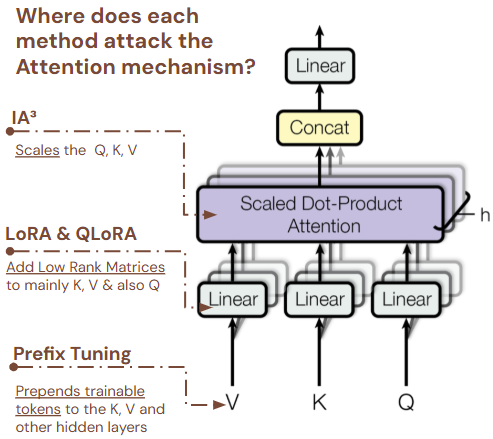 Where does each
method attack the
Attention mechanism?
IA³
Scales the Q, K, V
LoRA & QLoRA
Add Low Rank Matrices
to mainly K, V & also Q
Prefix Tuning
Prepends trainable
tokens to the K, V and
other hidden layers
Linear
Concat
Scaled Dot-Product
Attention
h
Linear Linear Linear
V K Q